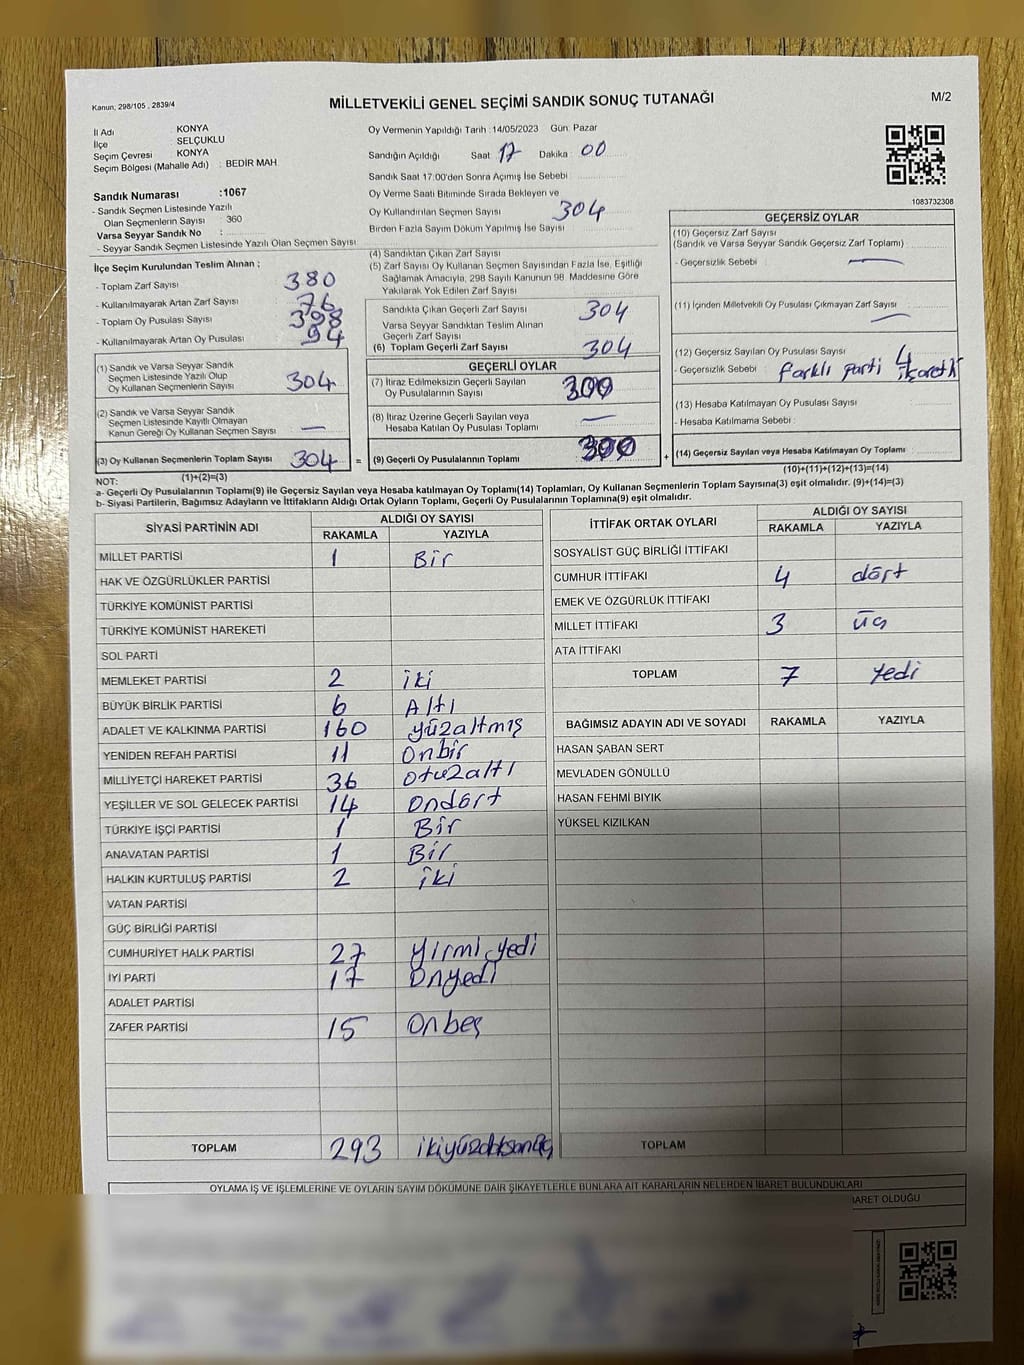 Kanun, 298/105 , 2839/4
MİLLETVEKİLİ GENEL SEÇİMİ SANDIK SONUÇ TUTANAĞI
M/2
İl Adı KONYA
İlçe SELÇUKLU
Seçim Çevresi KONYA
Seçim Bölgesi (Mahalle Adı) : BEDİR MAH.
Sandık Numarası :1067
- Sandık Seçmen Listesinde Yazılı
Olan Seçmenlerin Sayısı : 360
Varsa Seyyar Sandık No :
- Seyyar Sandık Seçmen Listesinde Yazılı Olan Seçmen Sayısı
Oy Vermenin Yapıldığı Tarih :14/05/2023 Gün: Pazar
Sandığın Açıldığı Saat 17 Dakika : 00
Sandık Saat 17:00'den Sonra Açımış İse Sebebi :
Oy Verme Saati Bitiminde Sırada Bekleyen ve
Oy Kullandırılan Seçmen Sayısı 304
Birden Fazla Sayım Döküm Yapılmış İse Sayısı :
1083732308
İlçe Seçim Kurulundan Teslim Alınan ;
- Toplam Zarf Sayısı 380
- Kullanılmayarak Artan Zarf Sayısı 76
- Toplam Oy Pusulası Sayısı 398
- Kullanılmayarak Artan Oy Pusulası 94
(1) Sandık ve Varsa Seyyar Sandık
Seçmen Listesinde Yazılı Olup
Oy Kullanan Seçmenlerin Sayısı 304
(2) Sandık ve Varsa Seyyar Sandık
Seçmen Listesinde Kayıtlı Olmayan
Kanun Gereği Oy Kullanan Seçmen Sayısı —
(3) Oy Kullanan Seçmenlerin Toplam Sayısı 304 =
(1)+(2)=(3)
(4) Sandıktan Çıkan Zarf Sayısı
(5) Zarf Sayısı Oy Kullanan Seçmen Sayısından Fazla İse, Eşitliği
Sağlamak Amacıyla, 298 Sayılı Kanunun 98. Maddesine Göre
Yakılarak Yok Edilen Zarf Sayısı
Sandıkta Çıkan Geçerli Zarf Sayısı 304
Varsa Seyyar Sandıktan Teslim Alınan
Geçerli Zarf Sayısı
(6) Toplam Geçerli Zarf Sayısı 304
GEÇERLİ OYLAR
(7) İtiraz Edilmeksizin Geçerli Sayılan
Oy Pusulalarının Sayısı 300
(8) İtiraz Üzerine Geçerli Sayılan veya
Hesaba Katılan Oy Pusulası Toplamı —
(9) Geçerli Oy Pusulalarının Toplamı 300 +
GEÇERSİZ OYLAR
(10) Geçersiz Zarf Sayısı
(Sandık ve Varsa Seyyar Sandık Geçersiz Zarf Toplamı)
- Geçersizlik Sebebi : —
(11) İçinden Milletvekili Oy Pusulası Çıkmayan Zarf Sayısı : —
(12) Geçersiz Sayılan Oy Pusulası Sayısı 4
- Geçersizlik Sebebi : farklı parti
(13) Hesaba Katılmayan Oy Pusulası Sayısı
- Hesaba Katılmama Sebebi :
(14) Geçersiz Sayılan veya Hesaba Katılmayan Oy Toplamı :
(10)+(11)+(12)+(13)=(14)
NOT:
a- Geçerli Oy Pusulalarının Toplamı(9) ile Geçersiz Sayılan veya Hesaba Katılmayan Oy Toplamı(14) Toplamları, Oy Kullanan Seçmenlerin Toplam Sayısına(3) eşit olmalıdır. (9)+(14)=(3)
b- Siyasi Partilerin, Bağımsız Adayların ve İttifakların Aldığı Ortak Oyların Toplamı, Geçerli Oy Pusulalarının Toplamına(9) eşit olmalıdır.
SİYASİ PARTİNİN ADI ALDIĞI OY SAYISI
RAKAMLA YAZIYLA
MİLLET PARTİSİ 1 Bir
HAK VE ÖZGÜRLÜKLER PARTİSİ
TÜRKİYE KOMÜNİST PARTİSİ
TÜRKİYE KOMÜNİST HAREKETİ
SOL PARTİ
MEMLEKET PARTİSİ 2 iki
BÜYÜK BİRLİK PARTİSİ 6 Altı
ADALET VE KALKINMA PARTİSİ 160 yüzaltmış
YENİDEN REFAH PARTİSİ 11 Onbir
MİLLİYETÇİ HAREKET PARTİSİ 36 otuzaltı
YEŞİLLER VE SOL GELECEK PARTİSİ 14 Ondört
TÜRKİYE İŞÇİ PARTİSİ 1 Bir
ANAVATAN PARTİSİ 1 Bir
HALKIN KURTULUŞ PARTİSİ 2 iki
VATAN PARTİSİ
GÜÇ BİRLİĞİ PARTİSİ
CUMHURİYET HALK PARTİSİ 27 yirmi yedi
İYİ PARTİ 17 Onyedi
ADALET PARTİSİ
ZAFER PARTİSİ 15 Onbeş
TOPLAM 293
İTTİFAK ORTAK OYLARI ALDIĞI OY SAYISI
RAKAMLA YAZIYLA
SOSYALİST GÜÇ BİRLİĞİ İTTİFAKI
CUMHUR İTTİFAKI 4 dört
EMEK VE ÖZGÜRLÜK İTTİFAKI
MİLLET İTTİFAKI 3 üç
ATA İTTİFAKI
TOPLAM 7 yedi
BAĞIMSIZ ADAYIN ADI VE SOYADI RAKAMLA YAZIYLA
HASAN ŞABAN SERT
MEVLADEN GÖNÜLLÜ
HASAN FEHMİ BIYIK
YÜKSEL KIZILKAN
TOPLAM
OYLAMA İŞ VE İŞLEMLERİNE VE OYLARIN SAYIM DÖKÜMÜNE DAİR ŞİKAYETLERLE BUNLARA AİT KARARLARIN NELERDEN İBARET BULUNDUKLARI
İBARET OLDUĞU